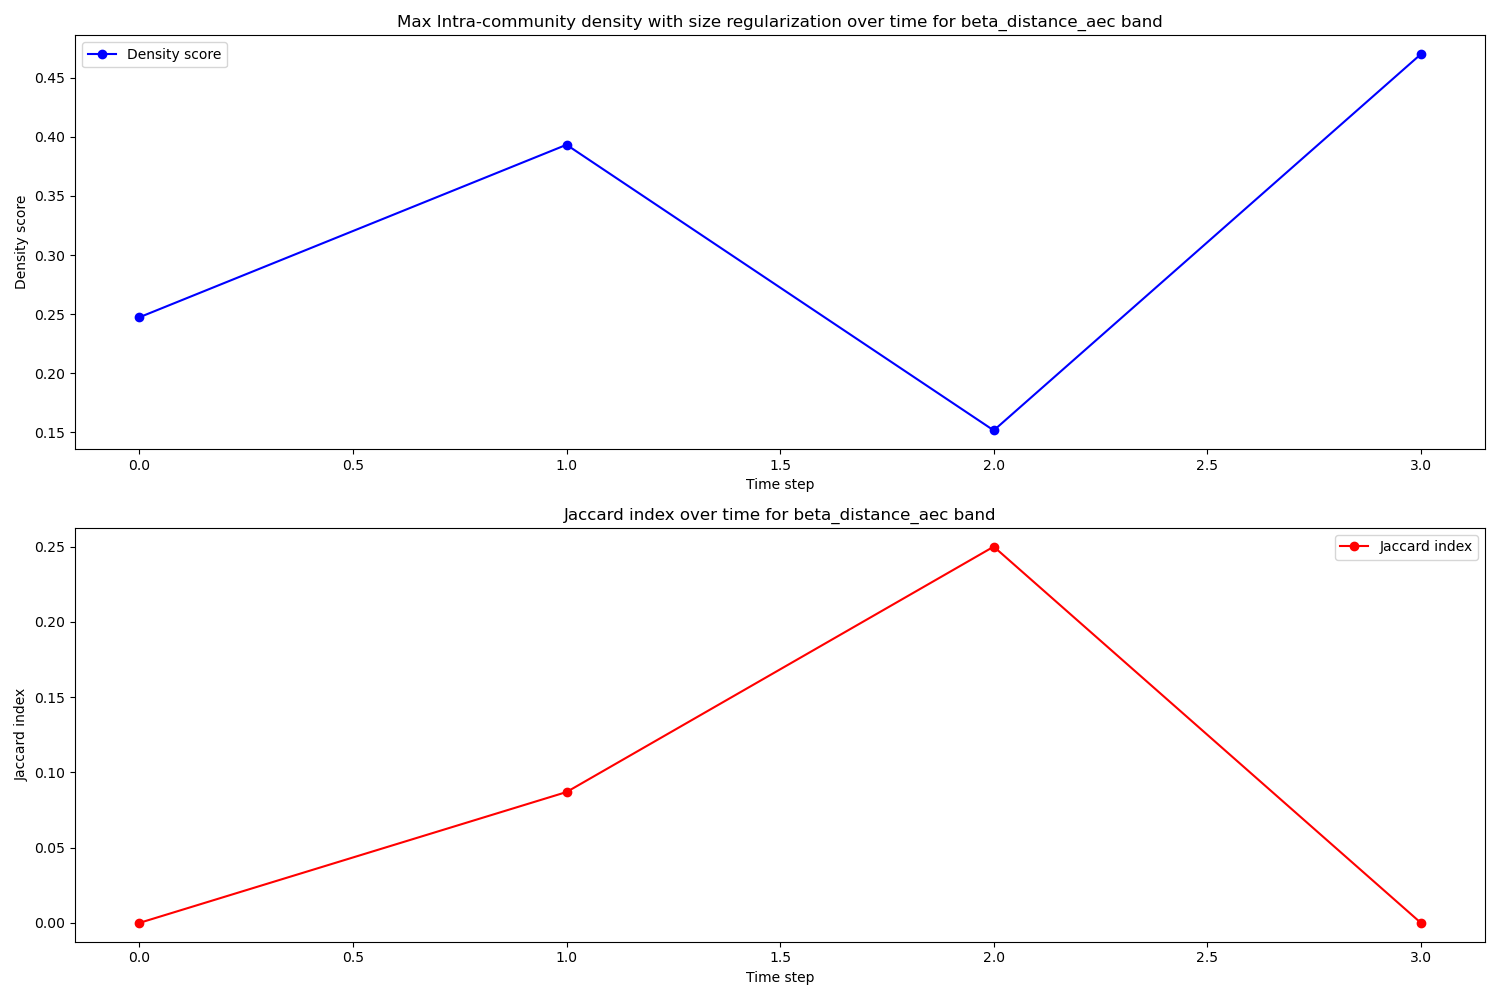 Max Intra-community density with size regularization over time for beta_distance_aec band
Density score
Density score
0.45
0.40
0.35
0.30
0.25
0.20
0.15
0.0 0.5 1.0 1.5 2.0 2.5 3.0
Time step
Jaccard index over time for beta_distance_aec band
Jaccard index
Jaccard index
0.25
0.20
0.15
0.10
0.05
0.00
0.0 0.5 1.0 1.5 2.0 2.5 3.0
Time step